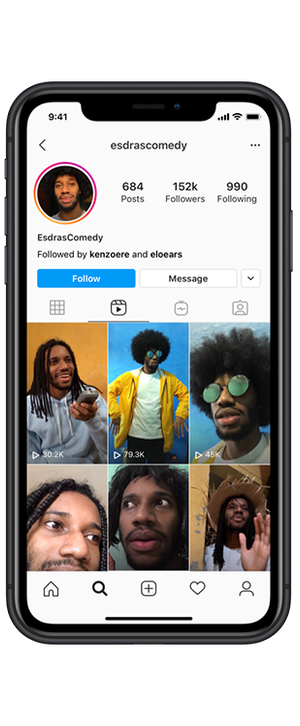 9:41
esdrascomedy
684 152k 990
Posts Followers Following
EsdrasComedy
Followed by kenzoere and eloears
Follow Message
30.2K 79.3K 45K